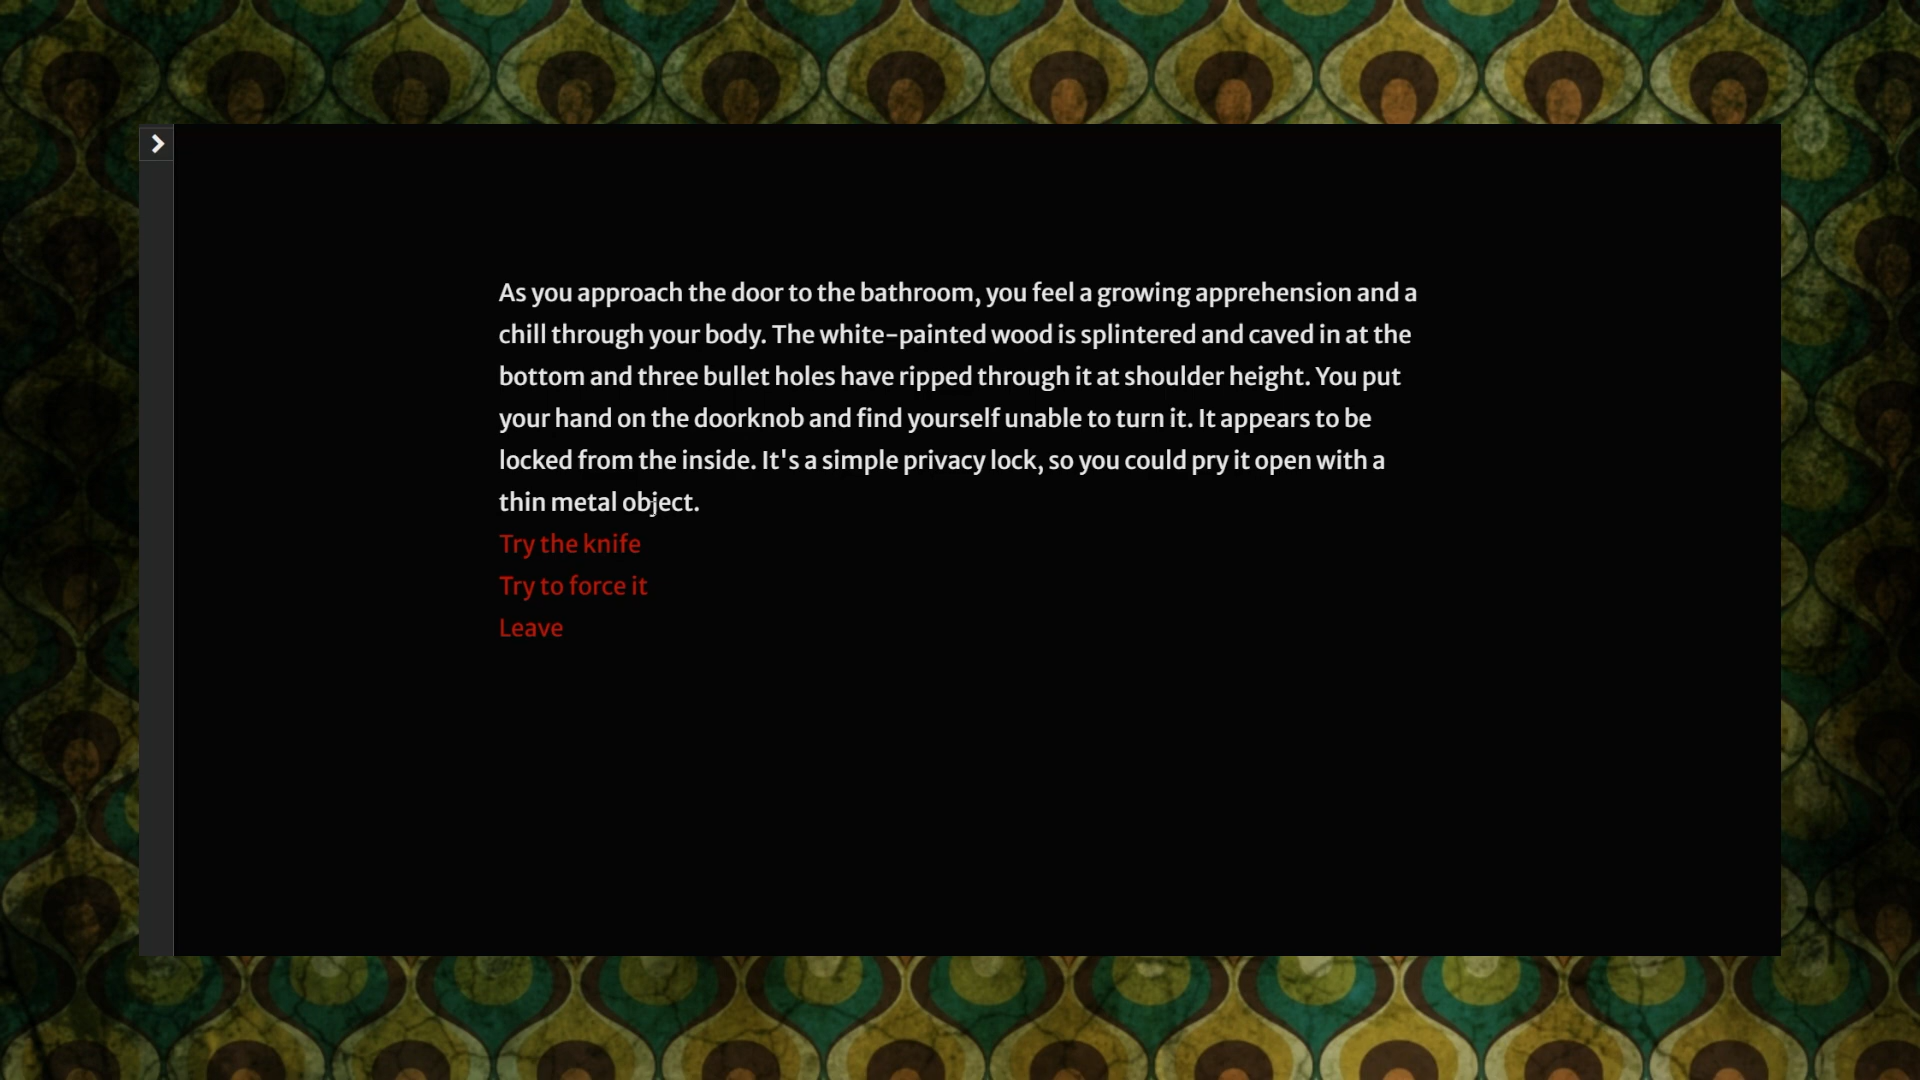 As you approach the door to the bathroom, you feel a growing apprehension and a
chill through your body. The white-painted wood is splintered and caved in at the
bottom and three bullet holes have ripped through it at shoulder height. You put
your hand on the doorknob and find yourself unable to turn it. It appears to be
locked from the inside. It's a simple privacy lock, so you could pry it open with a
thin metal object.
Try the knife
Try to force it
Leave